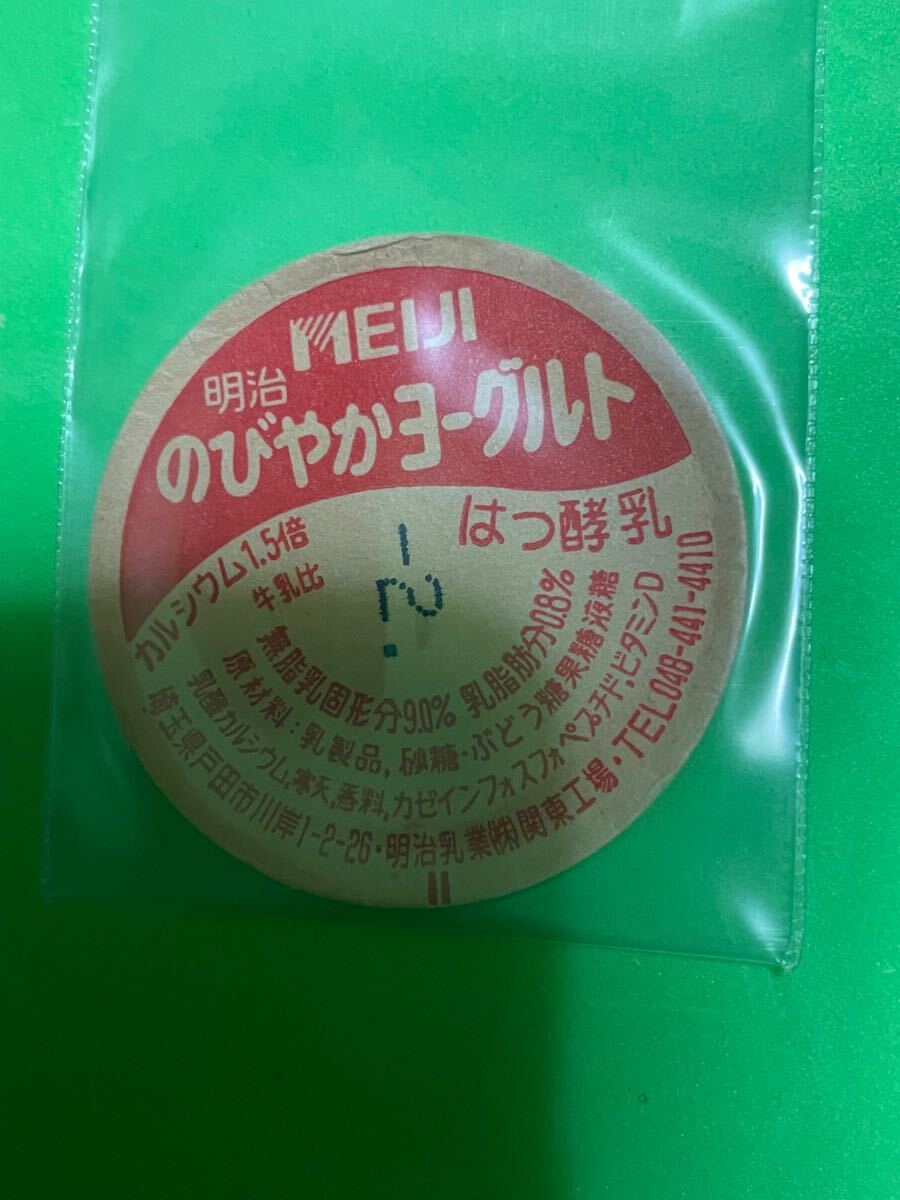 MEIJI
明治
のびやかヨーグルト
はつ酵乳
カルシウム1.5倍
牛乳比
12
無脂乳固形分9.0% 乳脂肪分0.8%
原材料:乳製品,砂糖・ぶどう糖果糖液糖
乳酸カルシウム,寒天,香料,カゼインフォスフォペプチド,ビタミンD
埼玉県戸田市川岸1-2-26・明治乳業㈱関東工場・TEL048-441-4410